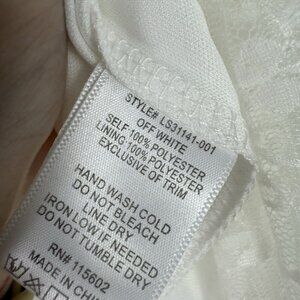 STYLE# LS31141-001
OFF WHITE
SELF 100% POLYESTER
LINING 100% POLYESTER
EXCLUSIVE OF TRIM
HAND WASH COLD
DO NOT BLEACH
LINE DRY
IRON LOW IF NEEDED
DO NOT TUMBLE DRY
RN# 115602
MADE IN CHI